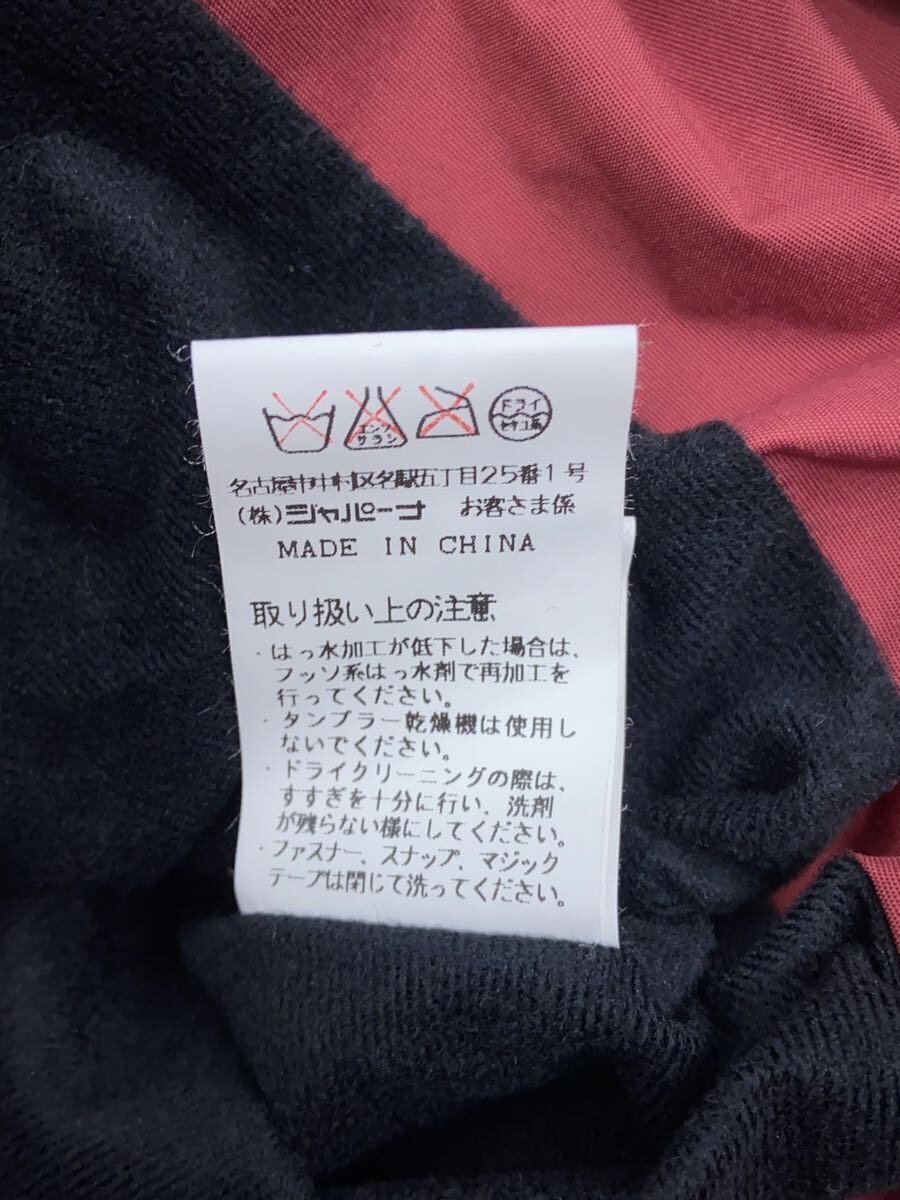 エンソ
サラシ
ドライ
セキユ系
名古屋市中村区名駅五丁目25番1号
(株)ジャパーナ お客さま係
MADE IN CHINA
取り扱い上の注意
・はっ水加工が低下した場合は、
フッソ系はっ水剤で再加工を
行ってください。
・タンブラー乾燥機は使用し
ないでください。
・ドライクリーニングの際は、
すすぎを十分に行い、洗剤
が残らない様にしてください。
・ファスナー、スナップ、マジック
テープは閉じて洗ってください。